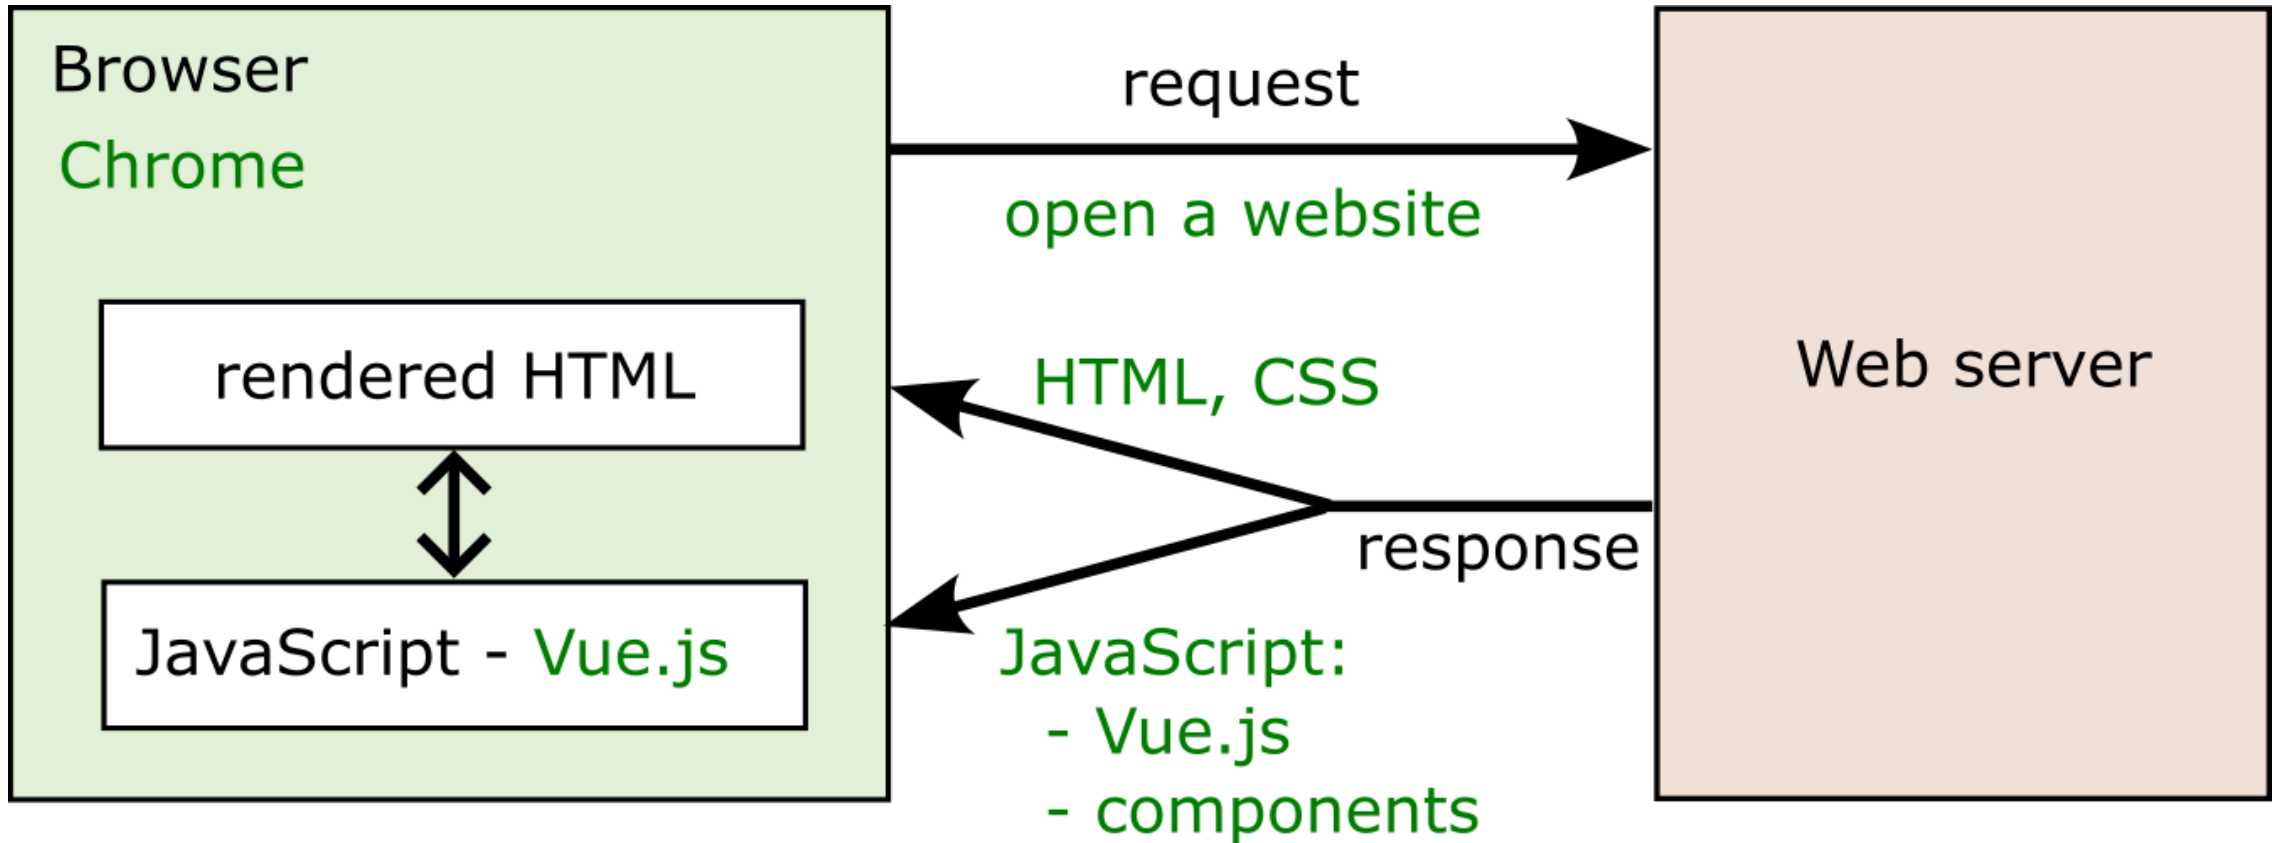 Browser
Chrome
request
open a website
rendered HTML
HTML, CSS
Web server
response
JavaScript - Vue.js
JavaScript:
- Vue.js
- components